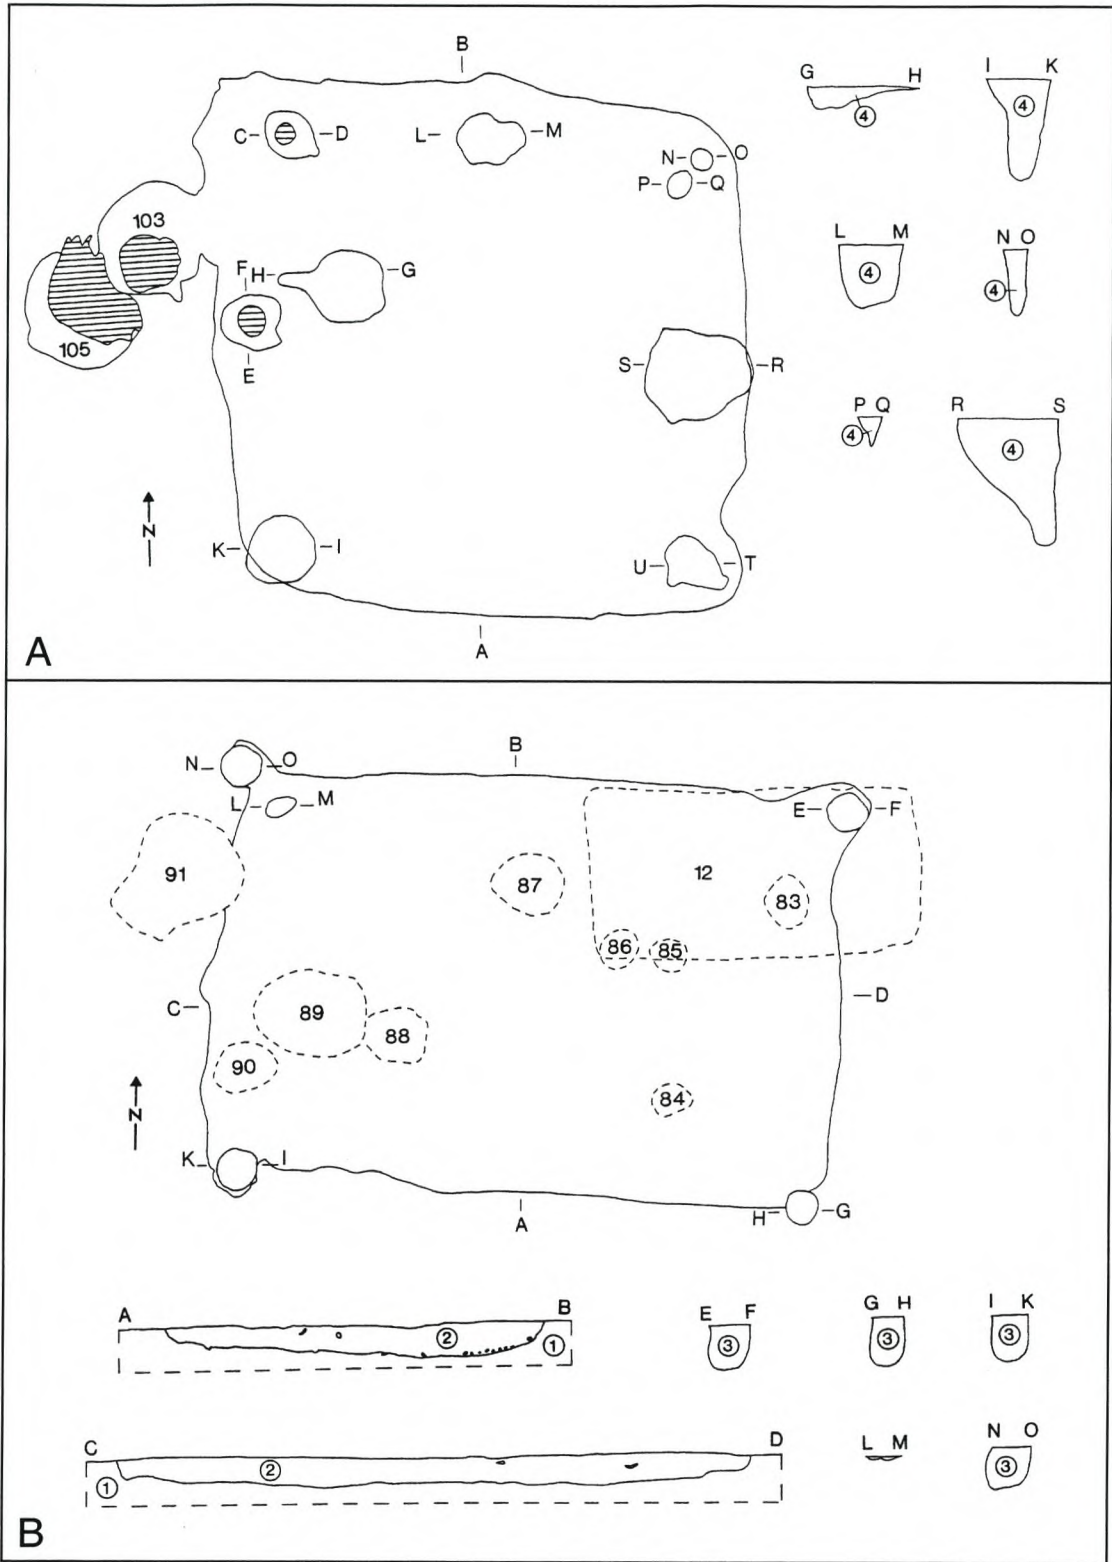 B
G H I K
④ ④
C D L M
N O
P Q
103
L M N O
④ ④
F H G
105
E
S R
P Q R S
④ ④
N
K I
U T
A
A
B
N O
L M
E F
91 87 12 83
86 85
C D
89 88
90
84
N
K I
H G
A
A B E F G H I K
② ① ③ ③ ③
C D L M N O
② ① ③
B